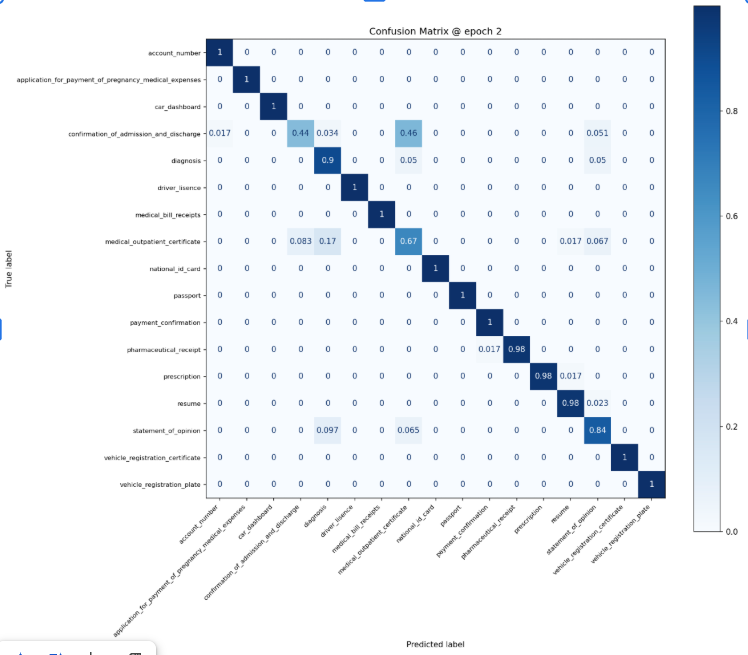 Confusion Matrix @ epoch 2
account_number 1 0 0 0 0 0 0 0 0 0 0 0 0 0 0 0 0
application_for_payment_of_pregnancy_medical_expenses 0 1 0 0 0 0 0 0 0 0 0 0 0 0 0 0 0
car_dashboard 0 0 1 0 0 0 0 0 0 0 0 0 0 0 0 0 0
confirmation_of_admission_and_discharge 0.017 0 0 0.44 0.034 0 0 0.46 0 0 0 0 0 0 0.051 0 0
diagnosis 0 0 0 0 0.9 0 0 0.05 0 0 0 0 0 0 0.05 0 0
driver_lisence 0 0 0 0 0 1 0 0 0 0 0 0 0 0 0 0 0
medical_bill_receipts 0 0 0 0 0 0 1 0 0 0 0 0 0 0 0 0 0
medical_outpatient_certificate 0 0 0 0.083 0.17 0 0 0.67 0 0 0 0 0 0.017 0.067 0 0
national_id_card 0 0 0 0 0 0 0 0 1 0 0 0 0 0 0 0 0
passport 0 0 0 0 0 0 0 0 0 1 0 0 0 0 0 0 0
payment_confirmation 0 0 0 0 0 0 0 0 0 0 1 0 0 0 0 0 0
pharmaceutical_receipt 0 0 0 0 0 0 0 0 0 0 0.017 0.98 0 0 0 0 0
prescription 0 0 0 0 0 0 0 0 0 0 0 0 0.98 0.017 0 0 0
resume 0 0 0 0 0 0 0 0 0 0 0 0 0 0.98 0.023 0 0
statement_of_opinion 0 0 0 0 0.097 0 0 0.065 0 0 0 0 0 0 0.84 0 0
vehicle_registration_certificate 0 0 0 0 0 0 0 0 0 0 0 0 0 0 0 1 0
vehicle_registration_plate 0 0 0 0 0 0 0 0 0 0 0 0 0 0 0 0 1
True label
account_number
application_for_payment_of_pregnancy_medical_expenses
car_dashboard
confirmation_of_admission_and_discharge
diagnosis
driver_lisence
medical_bill_receipts
medical_outpatient_certificate
national_id_card
passport
payment_confirmation
pharmaceutical_receipt
prescription
resume
statement_of_opinion
vehicle_registration_certificate
vehicle_registration_plate
Predicted label
0.8
0.6
0.4
0.2
0.0